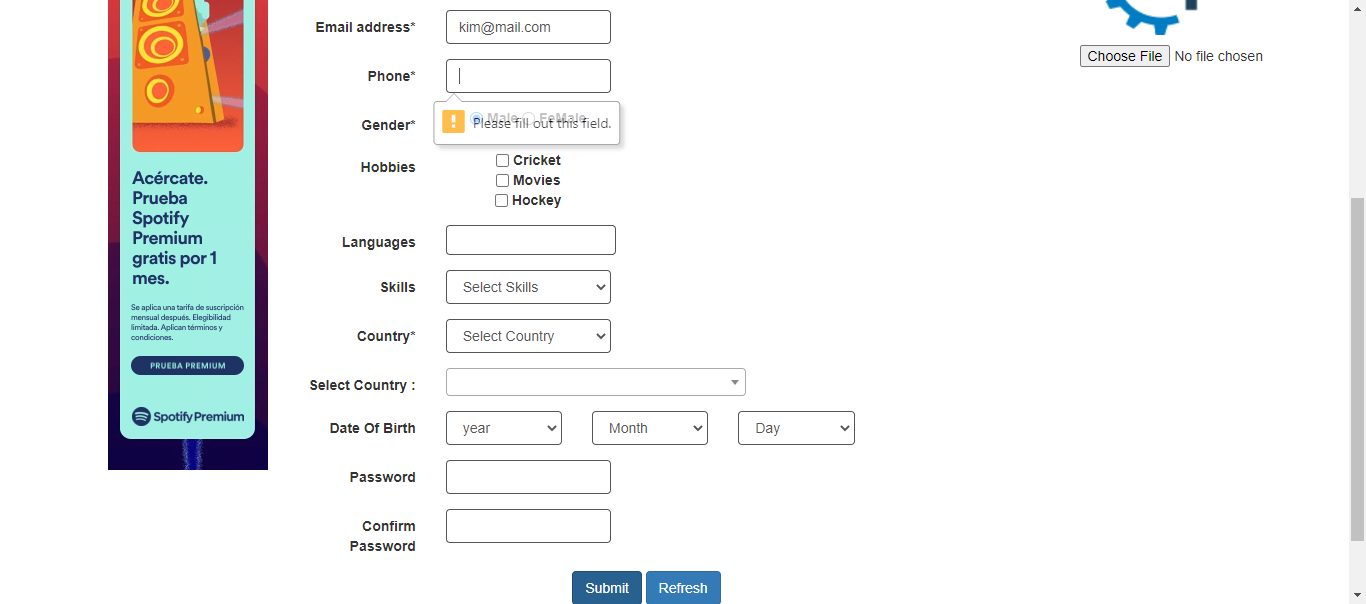 Email address*
kim@mail.com
Choose File No file chosen
Phone*
Gender*
Male FeMale
Please fill out this field.
Hobbies
Cricket
Movies
Hockey
Languages
Skills
Select Skills
Country*
Select Country
Select Country :
Date Of Birth
year
Month
Day
Password
Confirm
Password
Submit
Refresh
Acércate.
Prueba
Spotify
Premium
gratis por 1
mes.
Se aplica una tarifa de suscripción
mensual después. Elegibilidad
limitada. Aplican términos y
condiciones.
PRUEBA PREMIUM
Spotify Premium